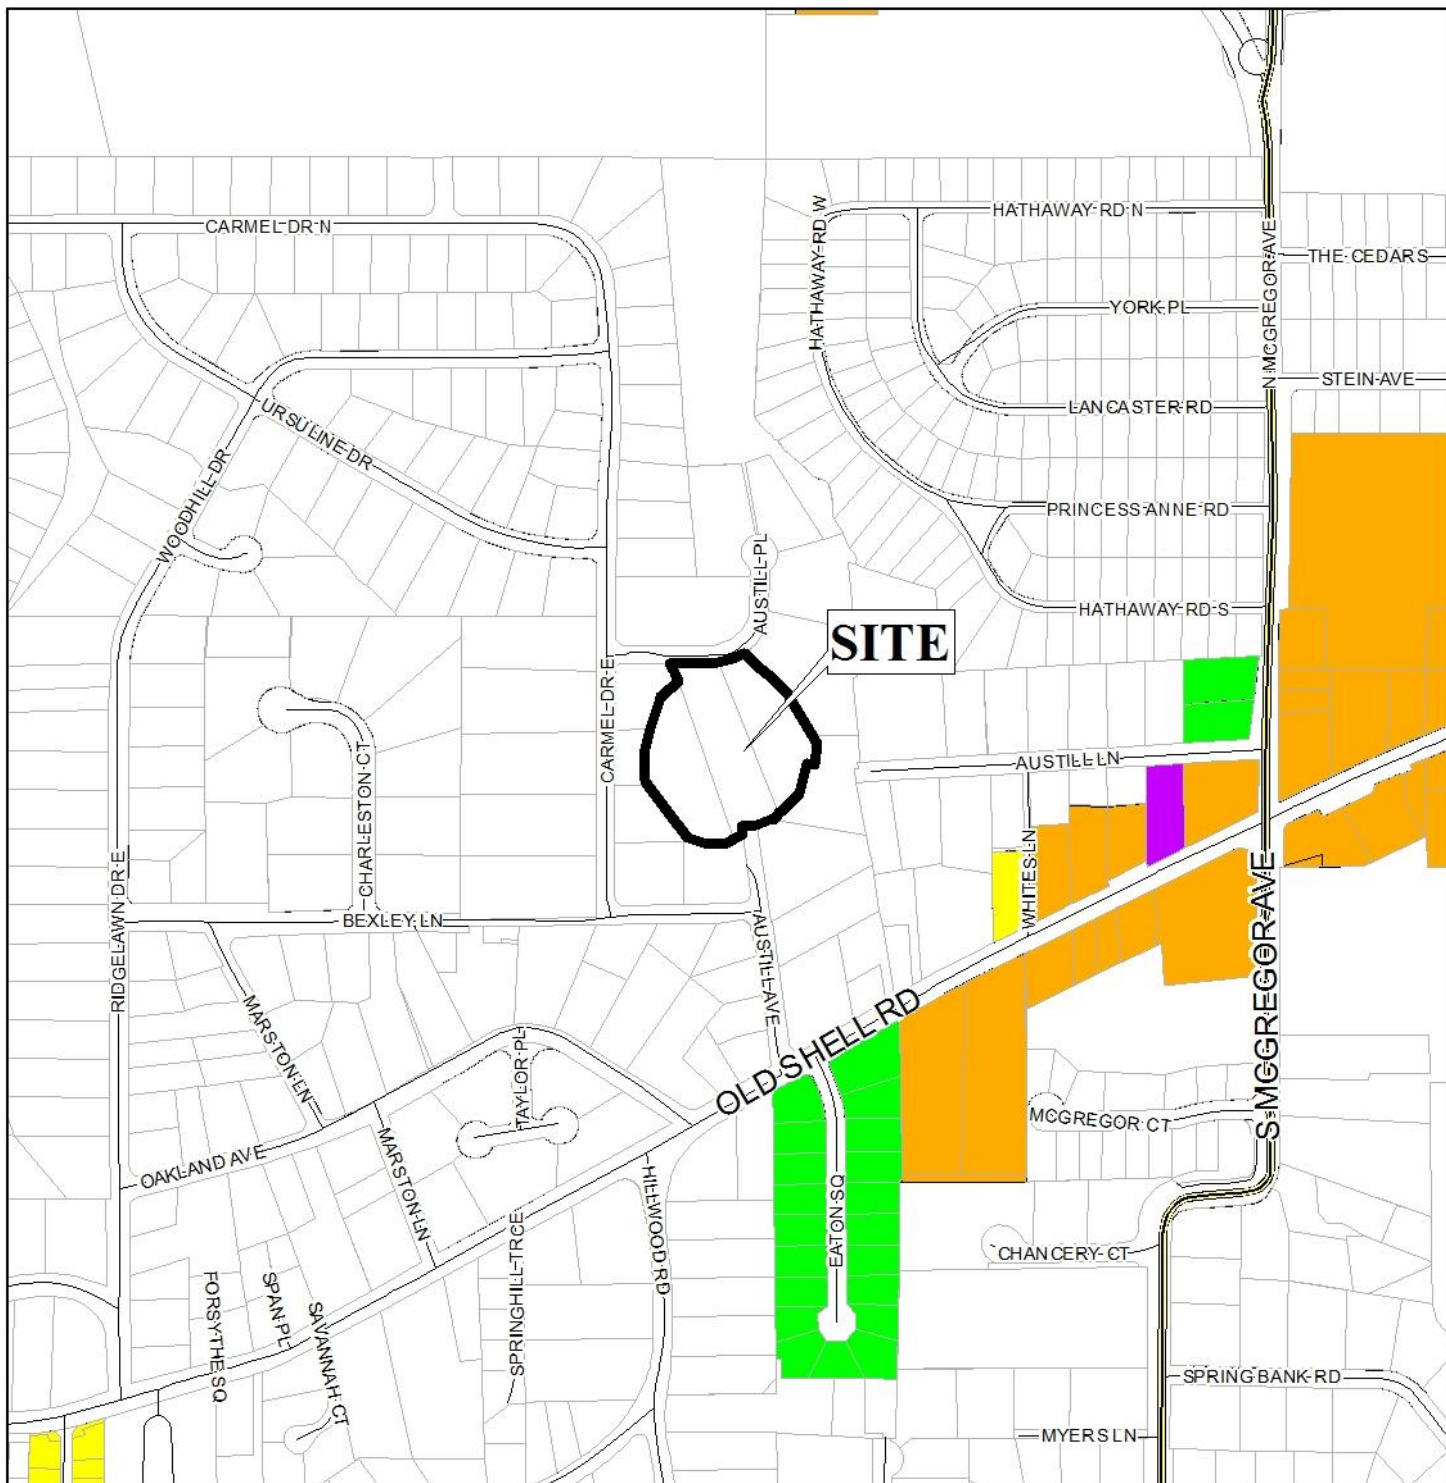 CARMEL DR N
HATHAWAY RD W
HATHAWAY RD N
N MCGREGOR AVE
THE CEDARS
YORK PL
STEIN AVE
LANCASTER RD
URSULINE DR
WOODHILL DR
PRINCESS ANNE RD
AUSTILL PL
HATHAWAY RD S
SITE
CARMEL DR E
CHARLESTON CT
AUSTILL LN
WHITES LN
RIDGELAWN DR E
BEXLEY LN
AUSTILL AVE
S MCGREGOR AVE
MARSTON LN
OLD SHELL RD
TAYLOR PL
MCGREGOR CT
OAKLAND AVE
MARSTON LN
HILLWOOD RD
EATON SQ
CHANCERY CT
SPRINGHILL TRCE
FORSYTHE SQ
SPAN PL
SAVANNAH CT
SPRING BANK RD
MYERS LN